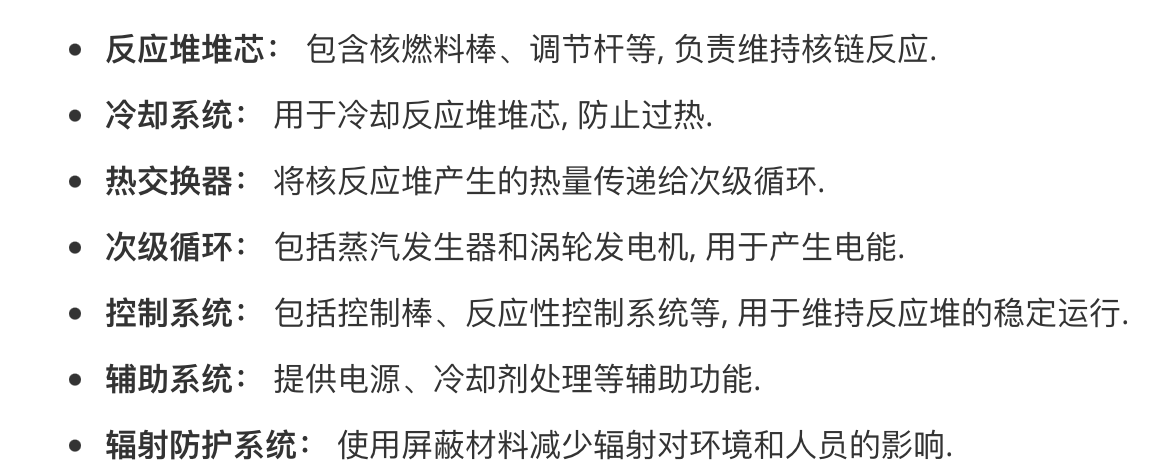 • 反应堆堆芯： 包含核燃料棒、调节杆等, 负责维持核链反应.
• 冷却系统： 用于冷却反应堆堆芯, 防止过热.
• 热交换器： 将核反应堆产生的热量传递给次级循环.
• 次级循环： 包括蒸汽发生器和涡轮发电机, 用于产生电能.
• 控制系统： 包括控制棒、反应性控制系统等, 用于维持反应堆的稳定运行.
• 辅助系统： 提供电源、冷却剂处理等辅助功能.
• 辐射防护系统： 使用屏蔽材料减少辐射对环境和人员的影响.